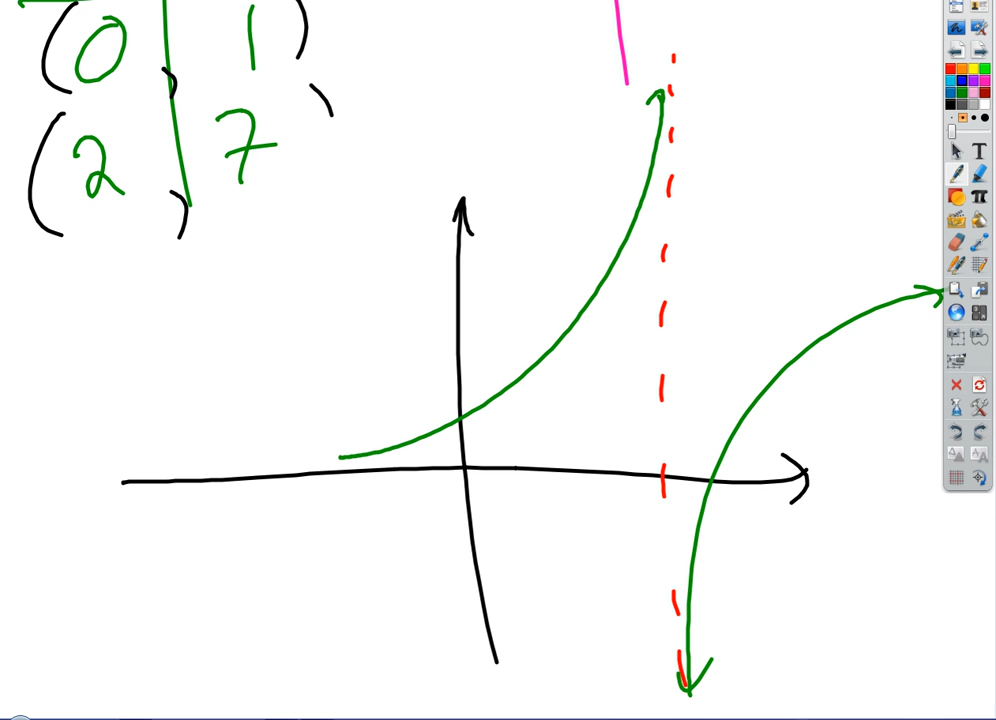 (0, 1)
(2, 7)